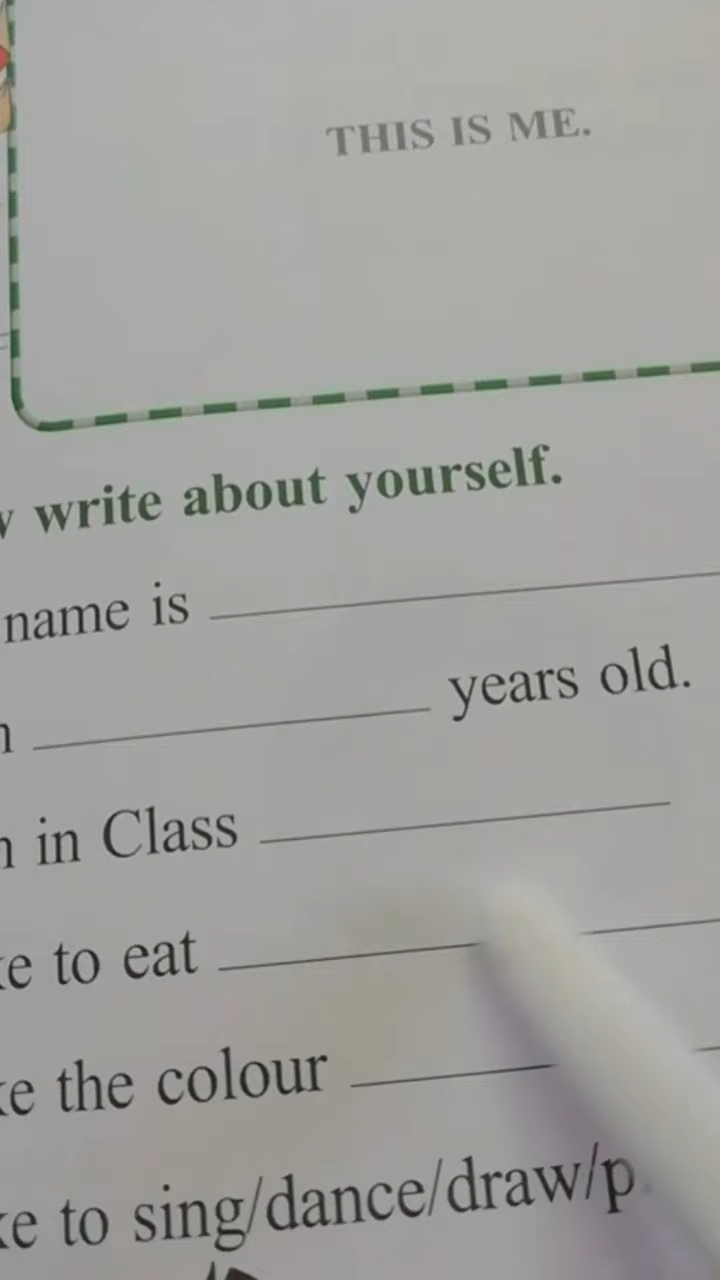 THIS IS ME.
write about yourself.
name is
years old.
in Class
to eat
the colour
to sing/dance/draw/p